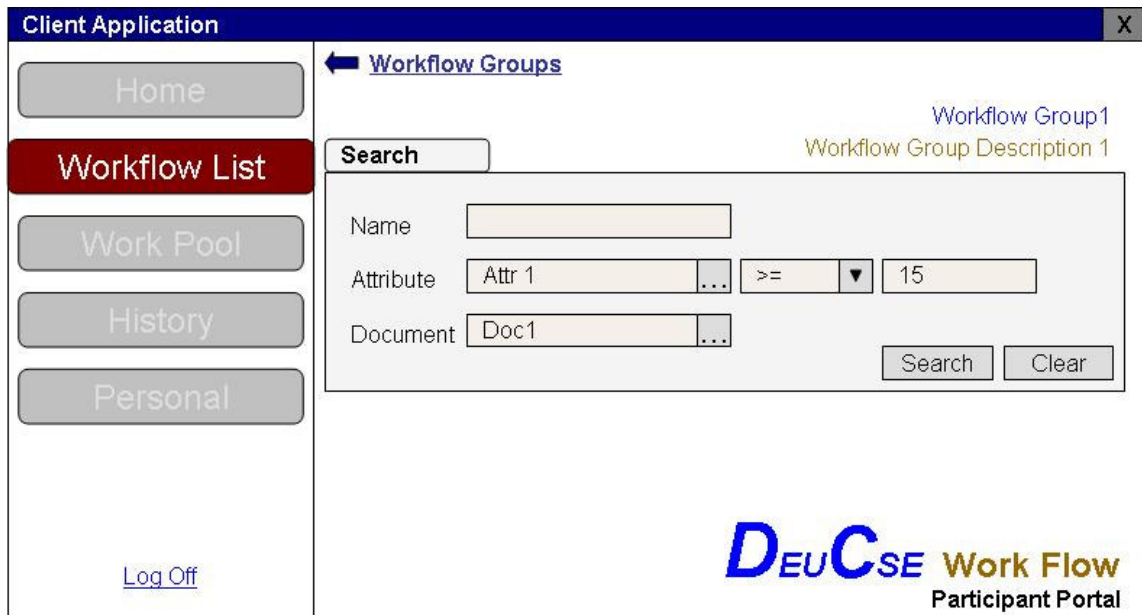 Client Application X
Home
Workflow List
Work Pool
History
Personal
Log Off
Workflow Groups
Workflow Group1
Workflow Group Description 1
Search
Name
Attribute Attr 1 ... >= ▼ 15
Document Doc1 ...
Search Clear
DEUCSE Work Flow
Participant Portal